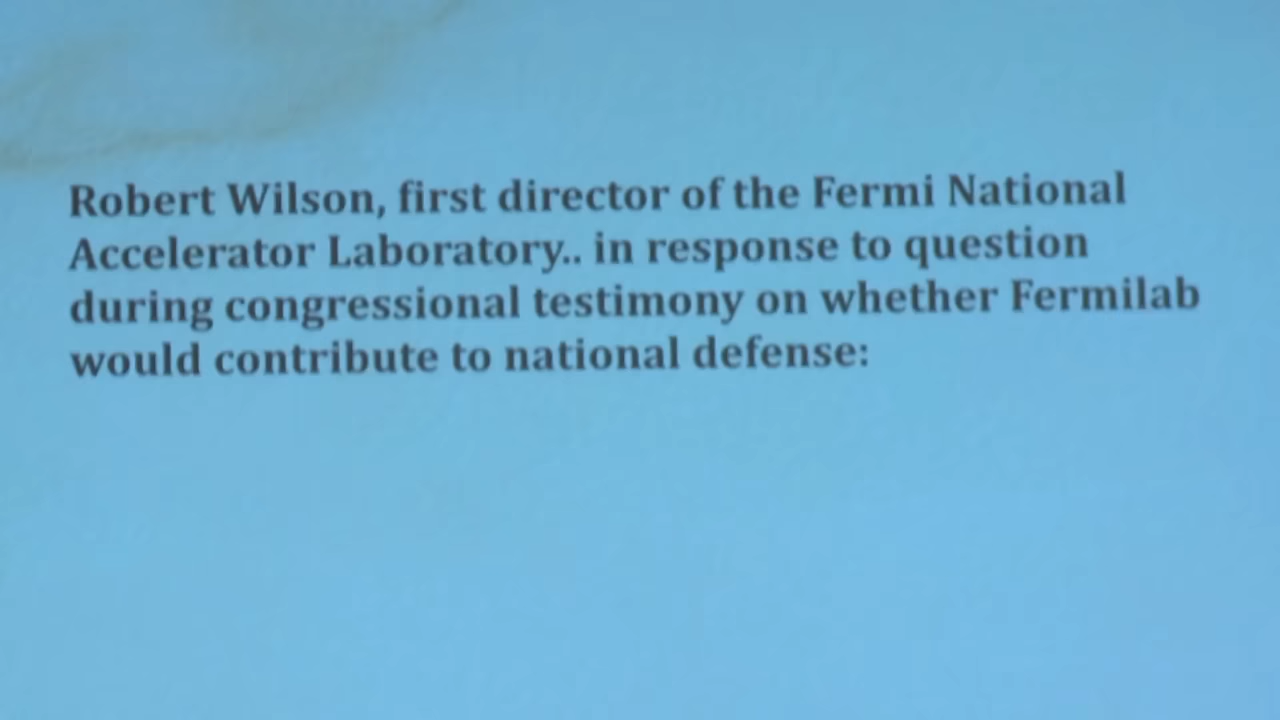 Robert Wilson, first director of the Fermi National
Accelerator Laboratory.. in response to question
during congressional testimony on whether Fermilab
would contribute to national defense: